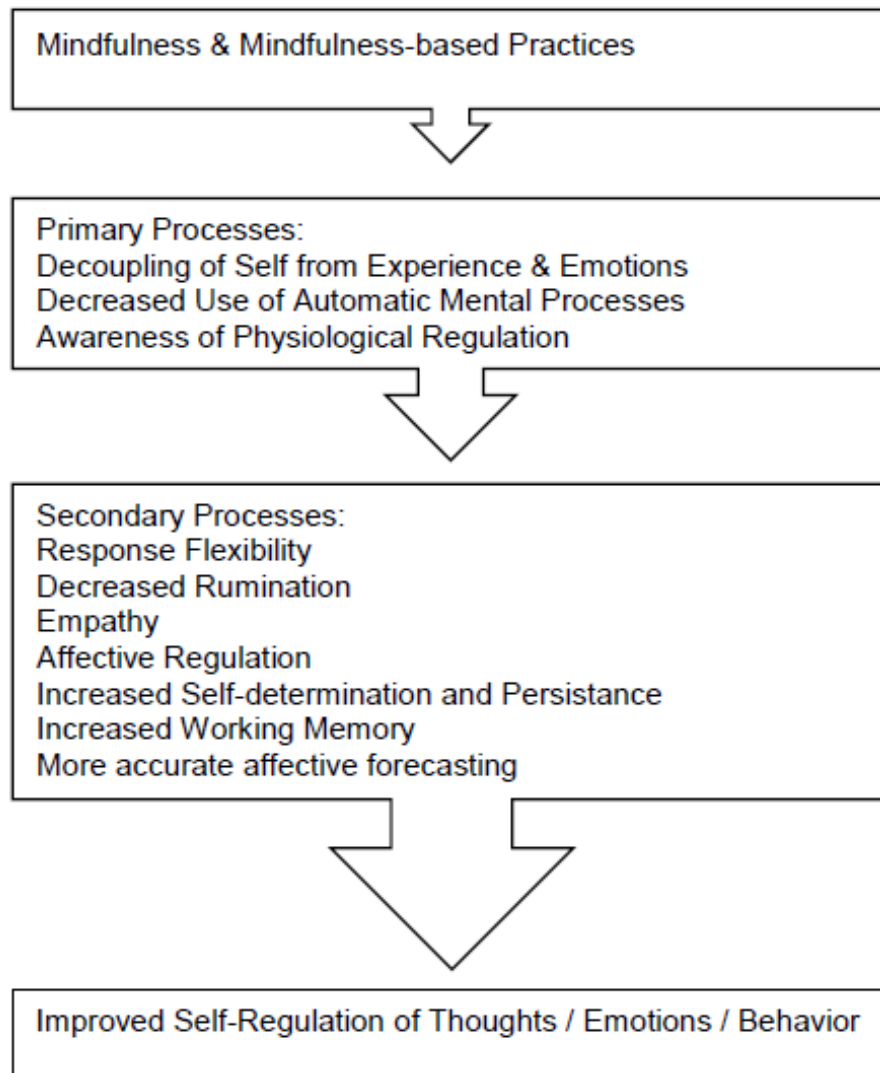 Mindfulness & Mindfulness-based Practices
Primary Processes:
Decoupling of Self from Experience & Emotions
Decreased Use of Automatic Mental Processes
Awareness of Physiological Regulation
Secondary Processes:
Response Flexibility
Decreased Rumination
Empathy
Affective Regulation
Increased Self-determination and Persistance
Increased Working Memory
More accurate affective forecasting
Improved Self-Regulation of Thoughts / Emotions / Behavior